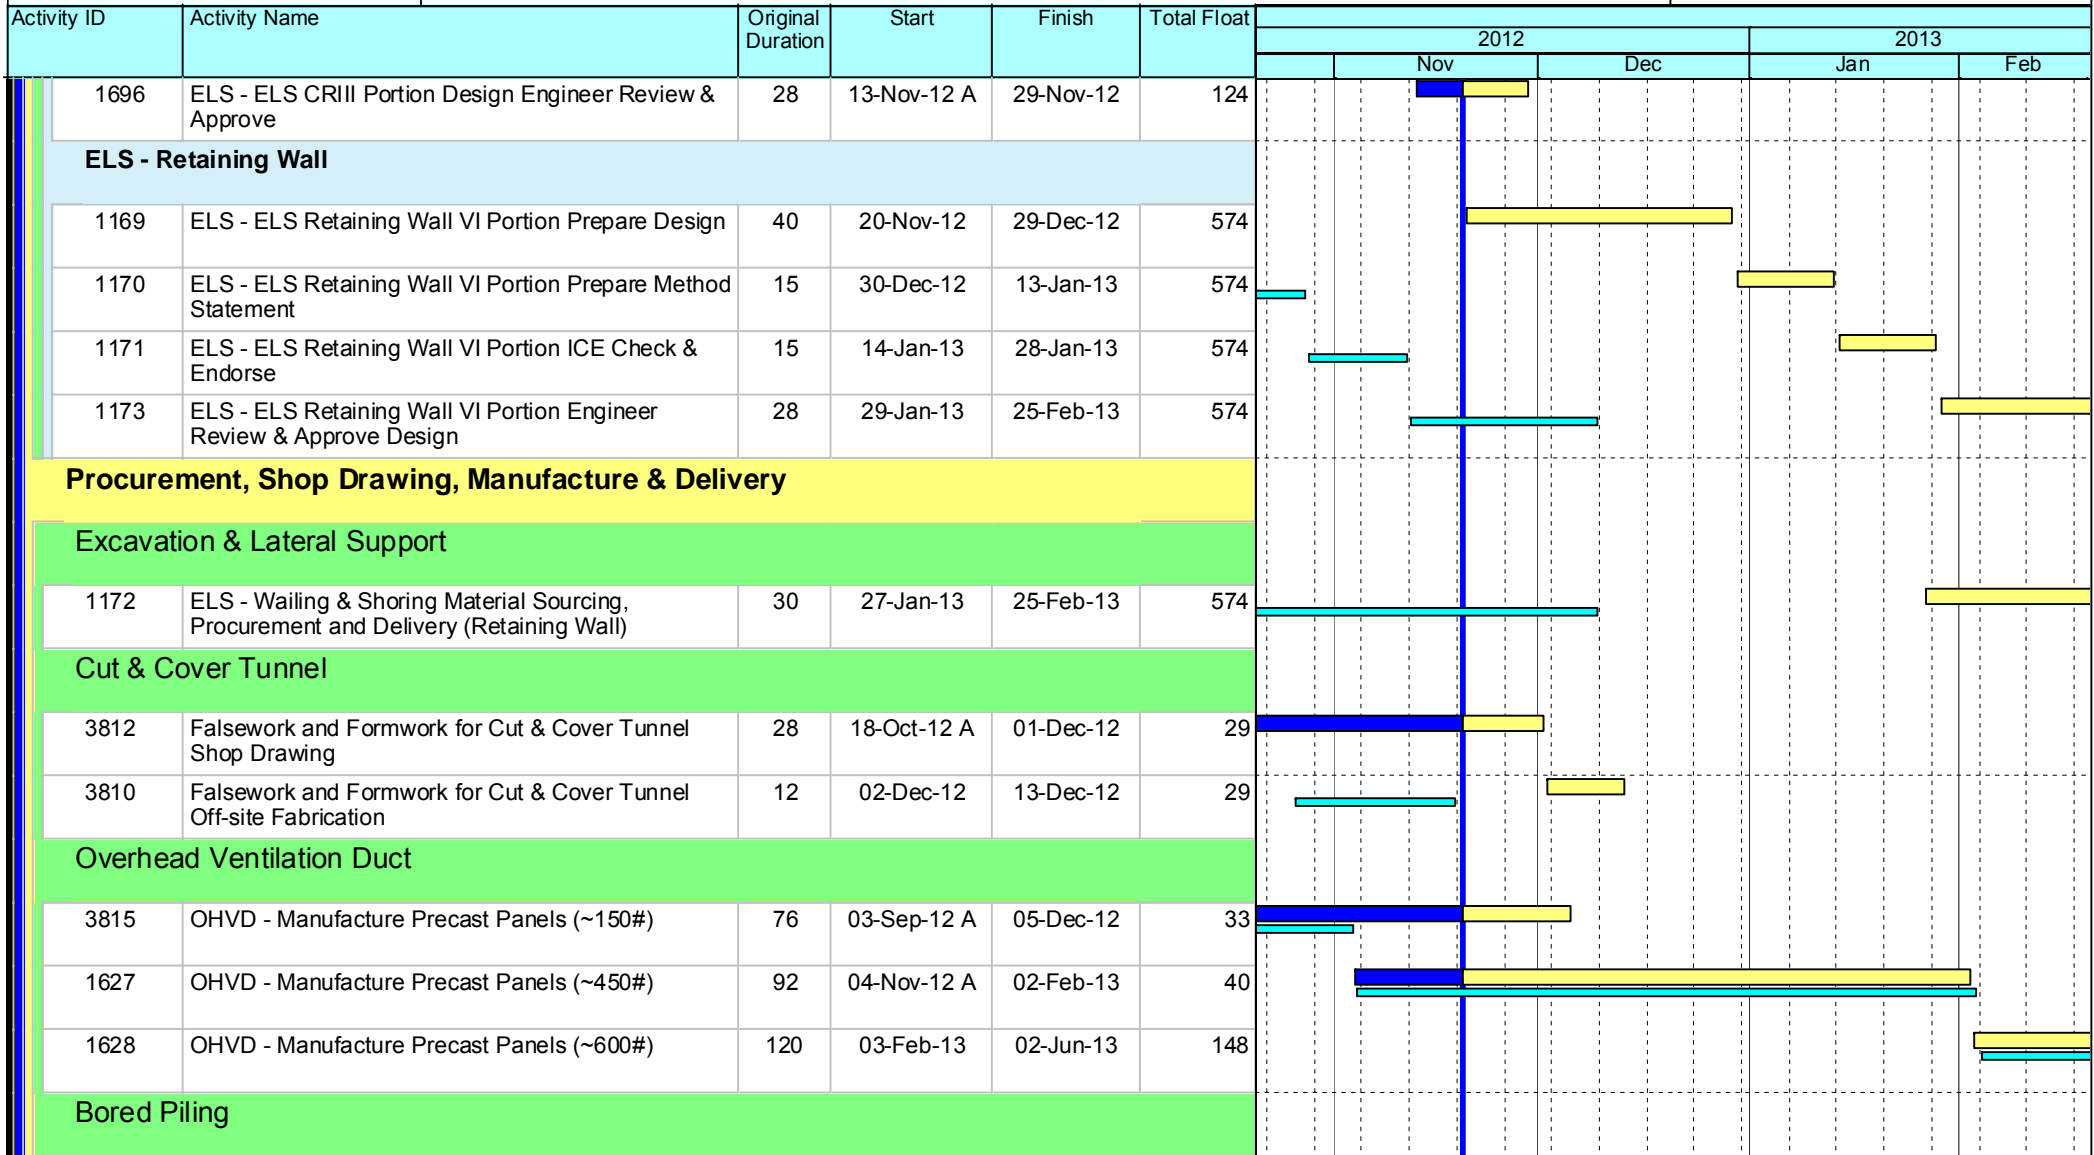 Activity ID Activity Name Original Start Finish Total Float
Duration
2012 2013
Nov Dec Jan Feb
1696 ELS - ELS CRIII Portion Design Engineer Review & 28 13-Nov-12 A 29-Nov-12 124
Approve
ELS - Retaining Wall
1169 ELS - ELS Retaining Wall VI Portion Prepare Design 40 20-Nov-12 29-Dec-12 574
1170 ELS - ELS Retaining Wall VI Portion Prepare Method 15 30-Dec-12 13-Jan-13 574
Statement
1171 ELS - ELS Retaining Wall VI Portion ICE Check & 15 14-Jan-13 28-Jan-13 574
Endorse
1173 ELS - ELS Retaining Wall VI Portion Engineer 28 29-Jan-13 25-Feb-13 574
Review & Approve Design
Procurement, Shop Drawing, Manufacture & Delivery
Excavation & Lateral Support
1172 ELS - Wailing & Shoring Material Sourcing, 30 27-Jan-13 25-Feb-13 574
Procurement and Delivery (Retaining Wall)
Cut & Cover Tunnel
3812 Falsework and Formwork for Cut & Cover Tunnel 28 18-Oct-12 A 01-Dec-12 29
Shop Drawing
3810 Falsework and Formwork for Cut & Cover Tunnel 12 02-Dec-12 13-Dec-12 29
Off-site Fabrication
Overhead Ventilation Duct
3815 OHVD - Manufacture Precast Panels (~150#) 76 03-Sep-12 A 05-Dec-12 33
1627 OHVD - Manufacture Precast Panels (~450#) 92 04-Nov-12 A 02-Feb-13 40
1628 OHVD - Manufacture Precast Panels (~600#) 120 03-Feb-13 02-Jun-13 148
Bored Piling